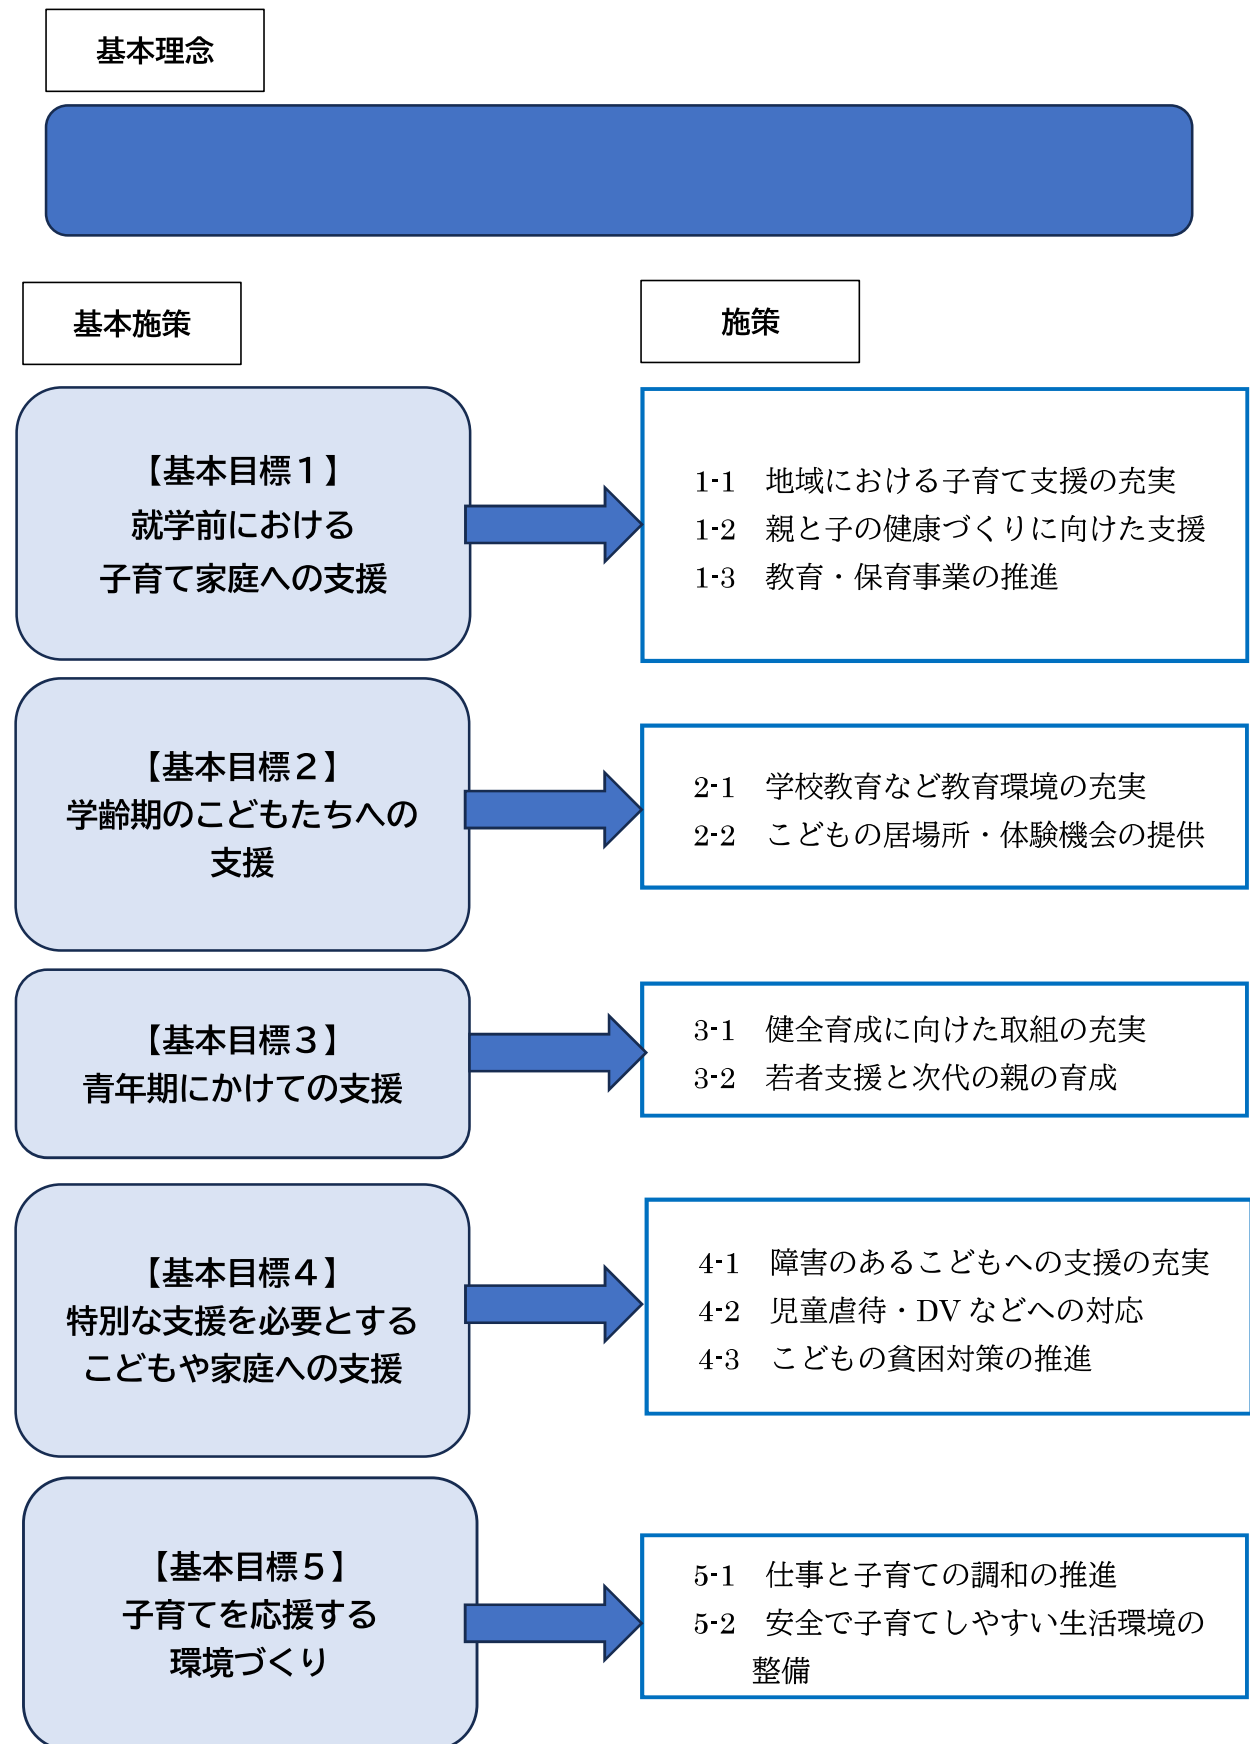 基本理念
基本施策
施策
【基本目標１】
就学前における
子育て家庭への支援
1-1　地域における子育て支援の充実
1-2　親と子の健康づくりに向けた支援
1-3　教育・保育事業の推進
【基本目標２】
学齢期のこどもたちへの
支援
2-1　学校教育など教育環境の充実
2-2　こどもの居場所・体験機会の提供
【基本目標３】
青年期にかけての支援
3-1　健全育成に向けた取組の充実
3-2　若者支援と次代の親の育成
【基本目標４】
特別な支援を必要とする
こどもや家庭への支援
4-1　障害のあるこどもへの支援の充実
4-2　児童虐待・DV などへの対応
4-3　こどもの貧困対策の推進
【基本目標５】
子育てを応援する
環境づくり
5-1　仕事と子育ての調和の推進
5-2　安全で子育てしやすい生活環境の
整備